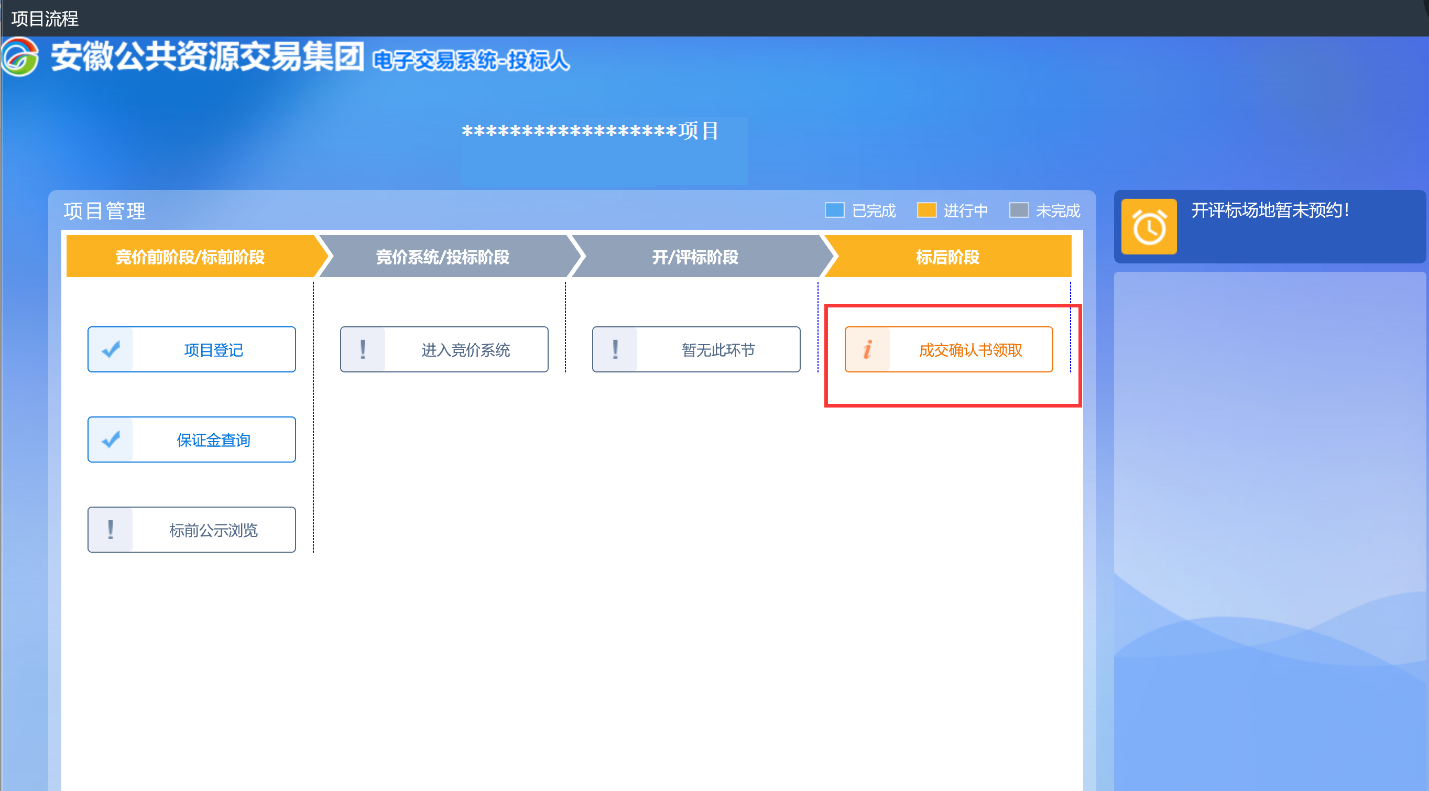 项目流程
安徽公共资源交易集团 电子交易系统-投标人
******************项目
项目管理
已完成 进行中 未完成
开评标场地暂未预约！
竞价前阶段/标前阶段 竞价系统/投标阶段 开/评标阶段 标后阶段
项目登记 进入竞价系统 暂无此环节 成交确认书领取
保证金查询
标前公示浏览